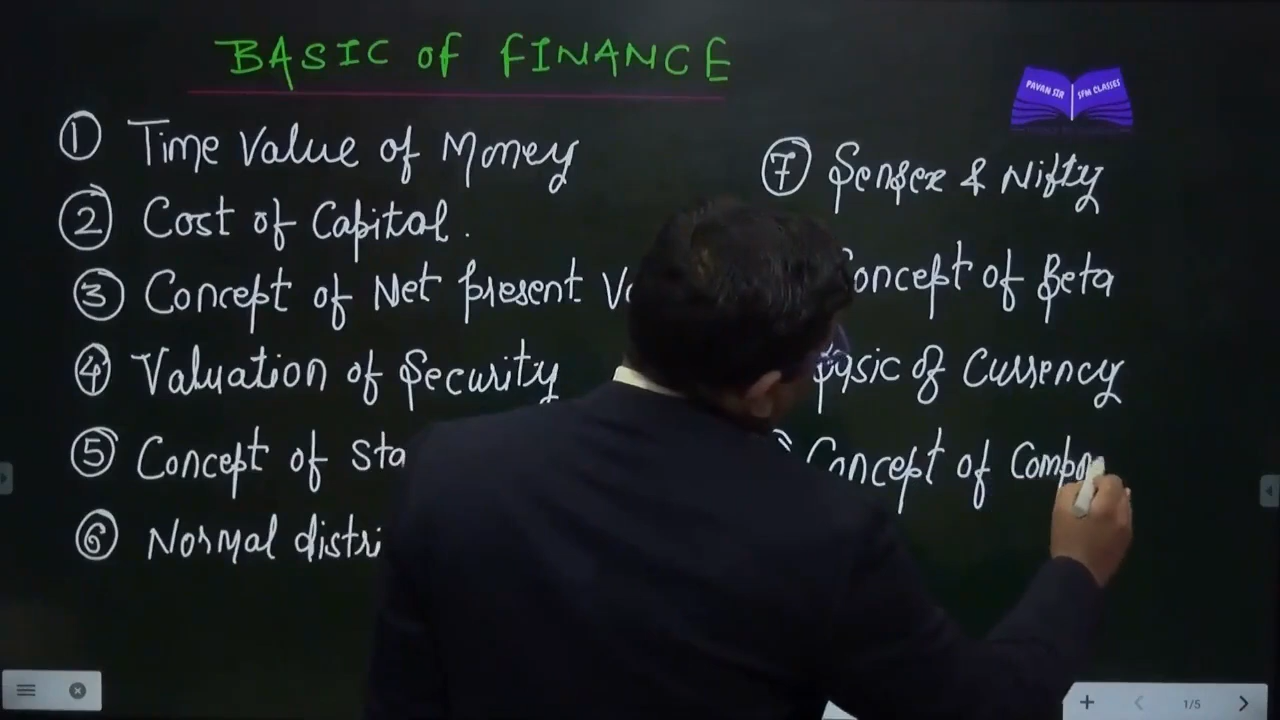 BASIC of FINANCE
PAVAN SIR SFM CLASSES
① Time Value of Money
② Cost of Capital.
③ Concept of Net Present
④ Valuation of Security
⑤ Concept of
⑥ Normal
⑦ Sensex & Nifty
of Beta
Basic of Currency
Concept of
1/5